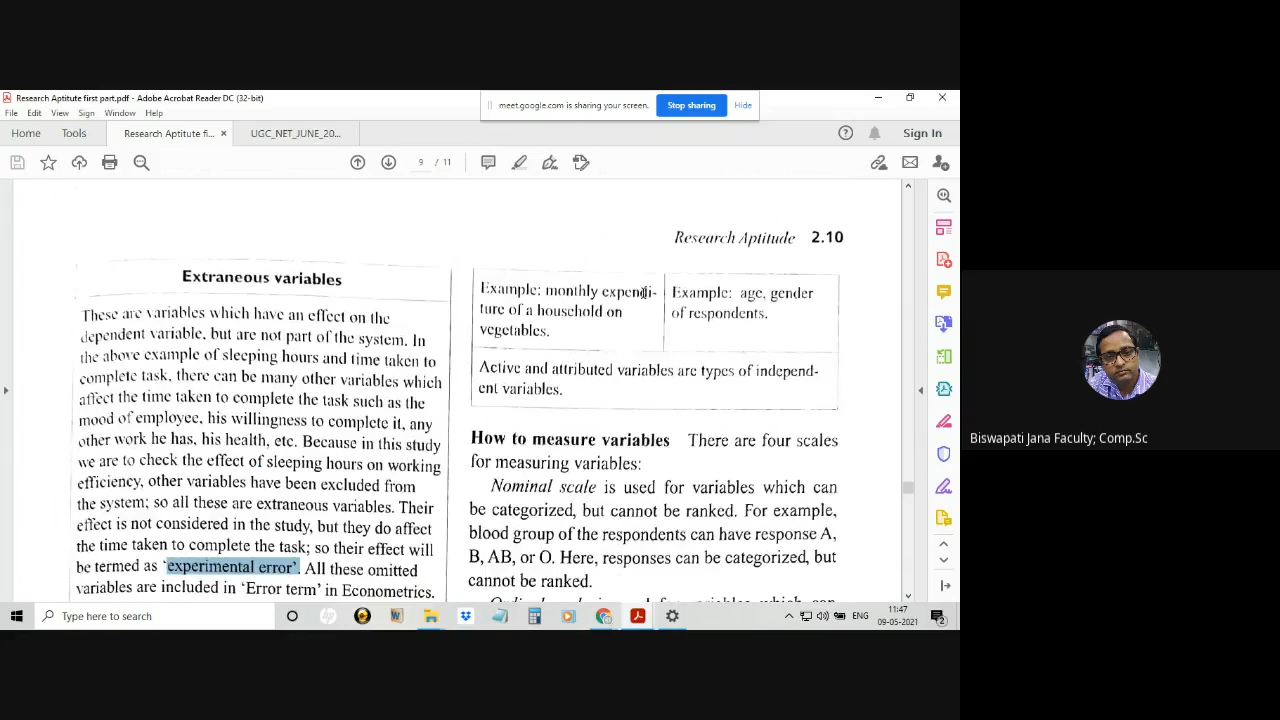 Research Aptitude first part.pdf - Adobe Acrobat Reader DC (32-bit)
meet.google.com is sharing your screen.
Stop sharing
Hide
File Edit View Sign Window Help
Home Tools Research Aptitude fi... × UGC_NET_JUNE_20... Sign In
9 / 11
Research Aptitude 2.10
Extraneous variables
These are variables which have an effect on the
dependent variable, but are not part of the system. In
the above example of sleeping hours and time taken to
complete task, there can be many other variables which
affect the time taken to complete the task such as the
mood of employee, his willingness to complete it, any
other work he has, his health, etc. Because in this study
we are to check the effect of sleeping hours on working
efficiency, other variables have been excluded from
the system; so all these are extraneous variables. Their
effect is not considered in the study, but they do affect
the time taken to complete the task; so their effect will
be termed as ‘experimental error’. All these omitted
variables are included in ‘Error term’ in Econometrics.
Example: monthly expendi-
ture of a household on
vegetables.
Example: age, gender
of respondents.
Active and attributed variables are types of independ-
ent variables.
How to measure variables There are four scales
for measuring variables:
Nominal scale is used for variables which can
be categorized, but cannot be ranked. For example,
blood group of the respondents can have response A,
B, AB, or O. Here, responses can be categorized, but
cannot be ranked.
Biswapati Jana Faculty; Comp.Sc
Type here to search
ENG
11:47
09-05-2021
2